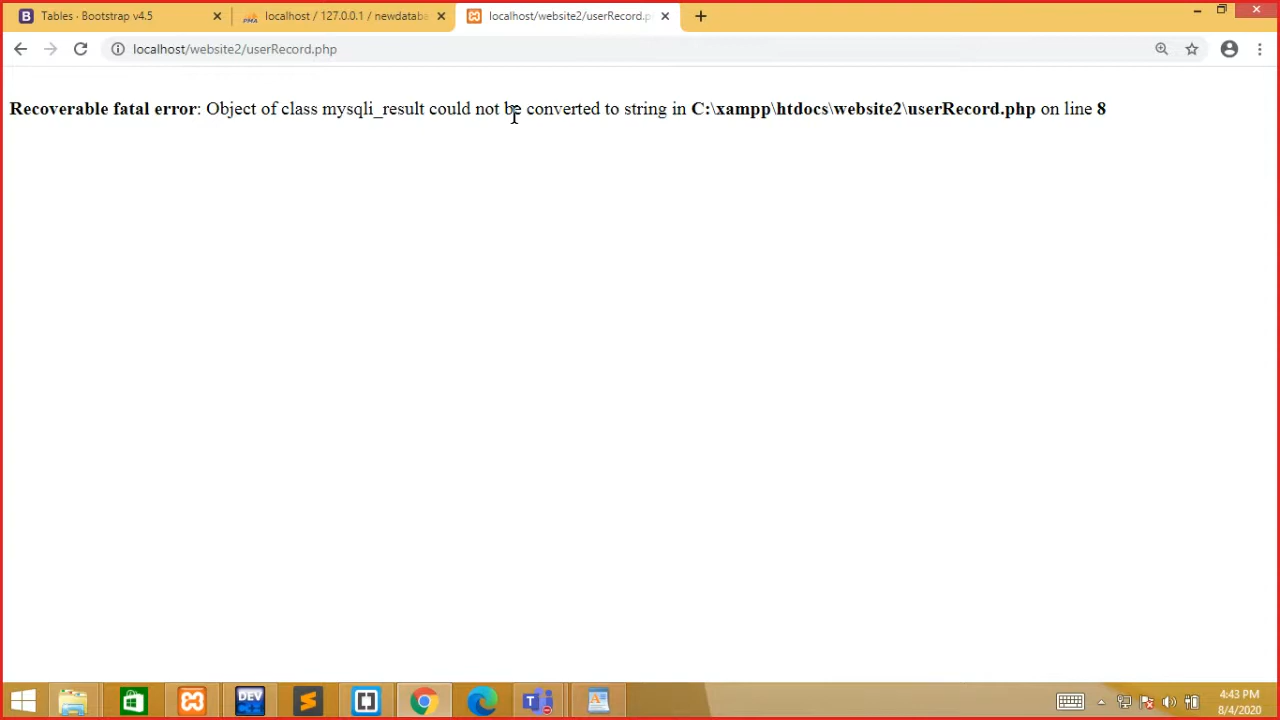 Tables · Bootstrap v4.5
localhost / 127.0.0.1 / newdataba
localhost/website2/userRecord.p
localhost/website2/userRecord.php
Recoverable fatal error: Object of class mysqli_result could not be converted to string in C:\xampp\htdocs\website2\userRecord.php on line 8
DEV
4:43 PM
8/4/2020